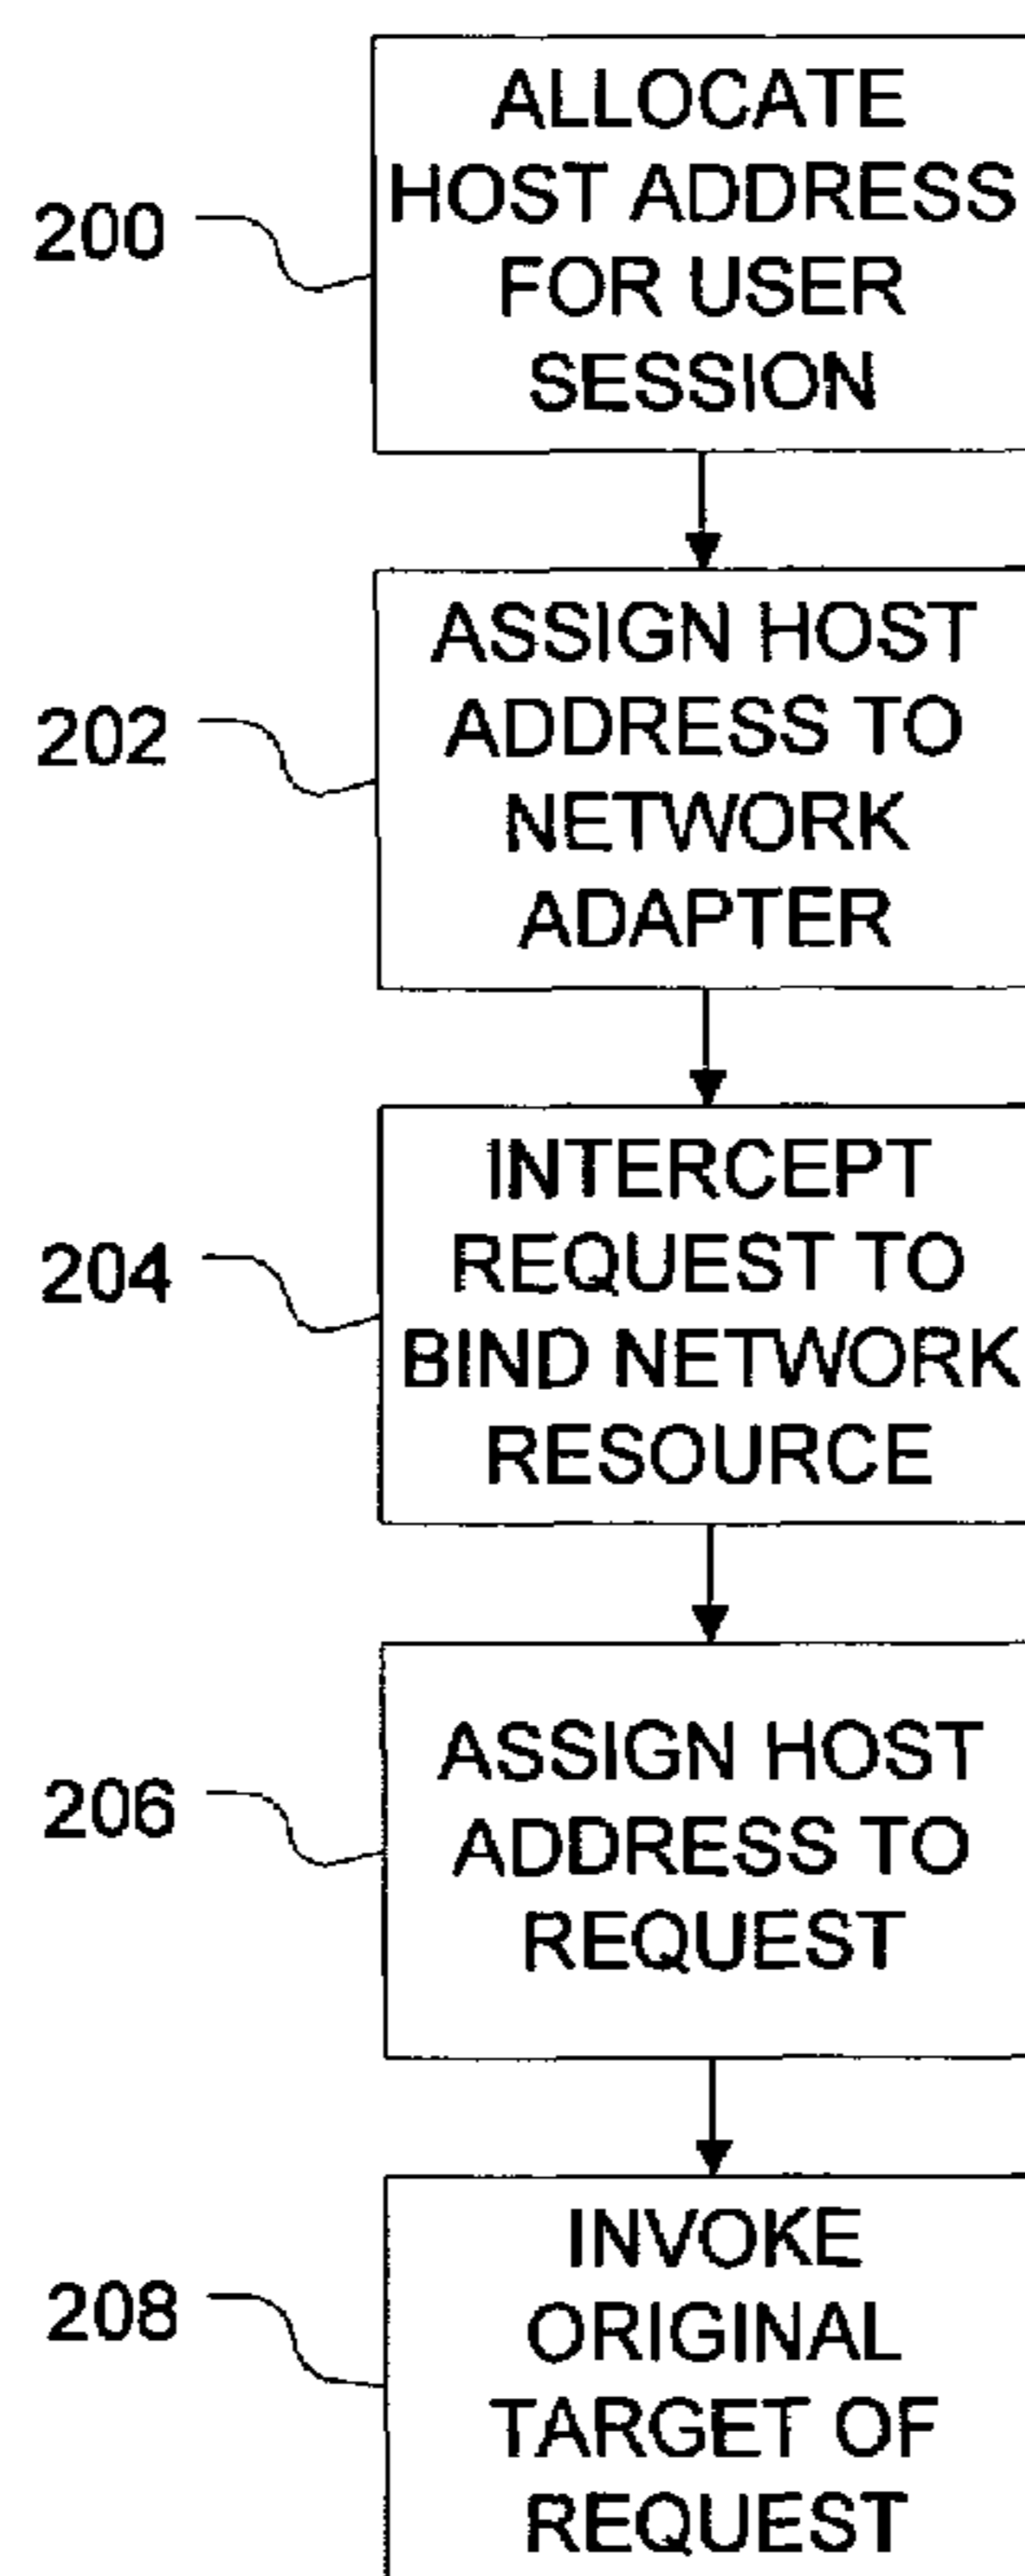 200
ALLOCATE
HOST ADDRESS
FOR USER
SESSION
202
ASSIGN HOST
ADDRESS TO
NETWORK
ADAPTER
204
INTERCEPT
REQUEST TO
BIND NETWORK
RESOURCE
206
ASSIGN HOST
ADDRESS TO
REQUEST
208
INVOKE
ORIGINAL
TARGET OF
REQUEST